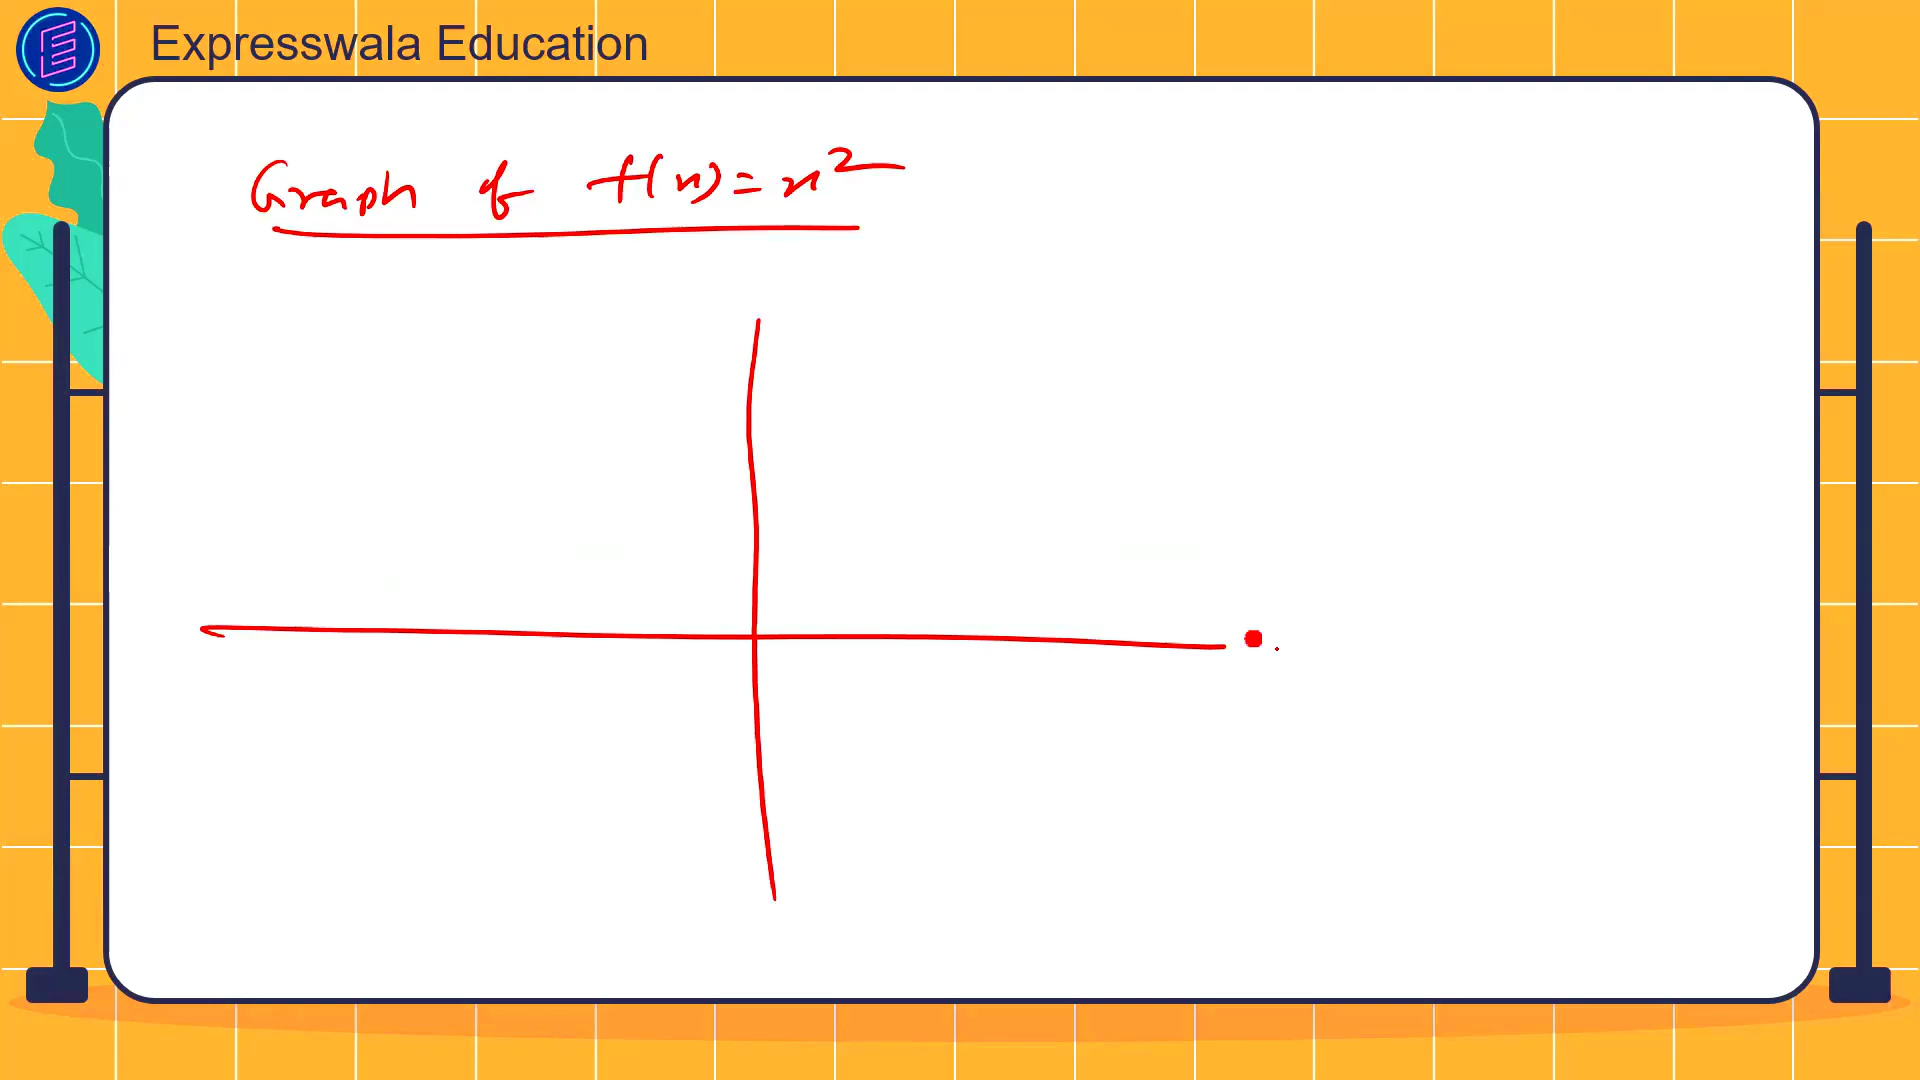 Expresswala Education
Graph of f(x)=x²